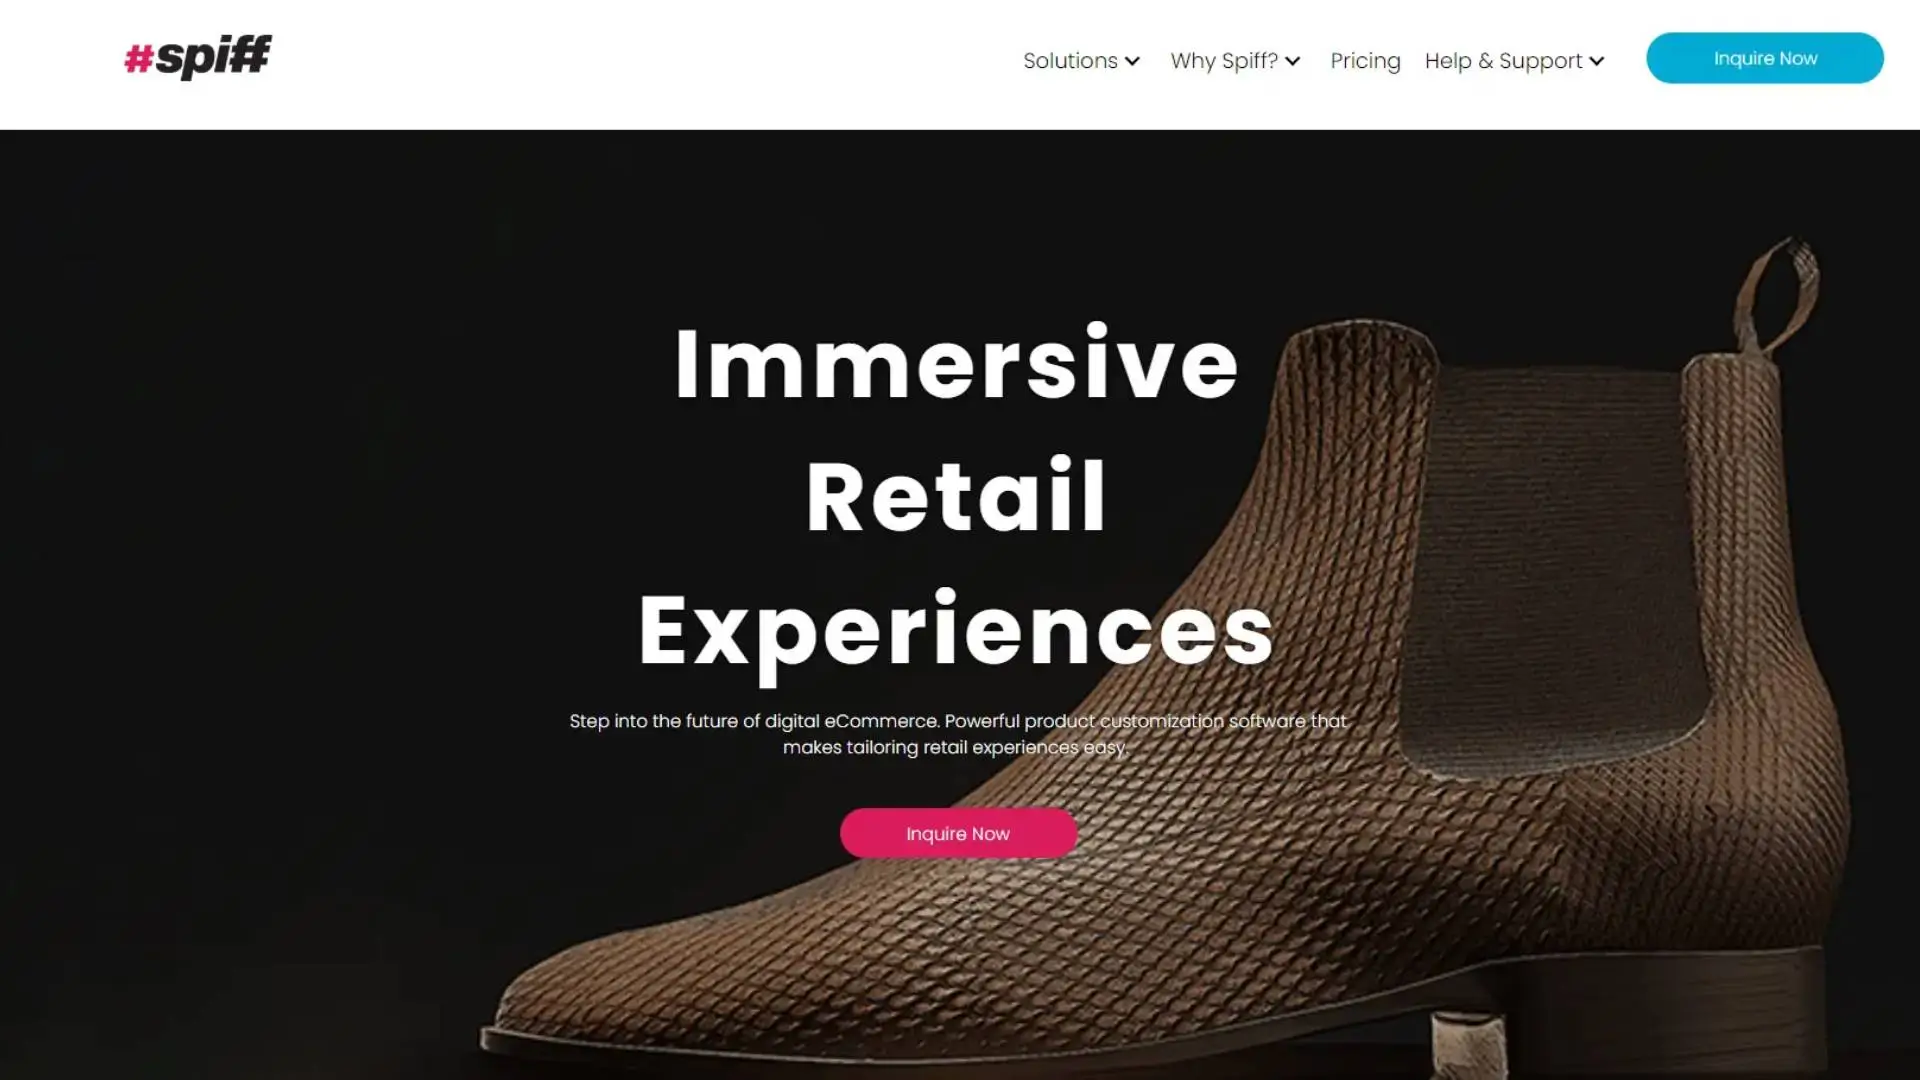 #spiff
Solutions Why Spiff? Pricing Help & Support Inquire Now
Immersive
Retail
Experiences
Step into the future of digital eCommerce. Powerful product customization software that
makes tailoring retail experiences easy.
Inquire Now